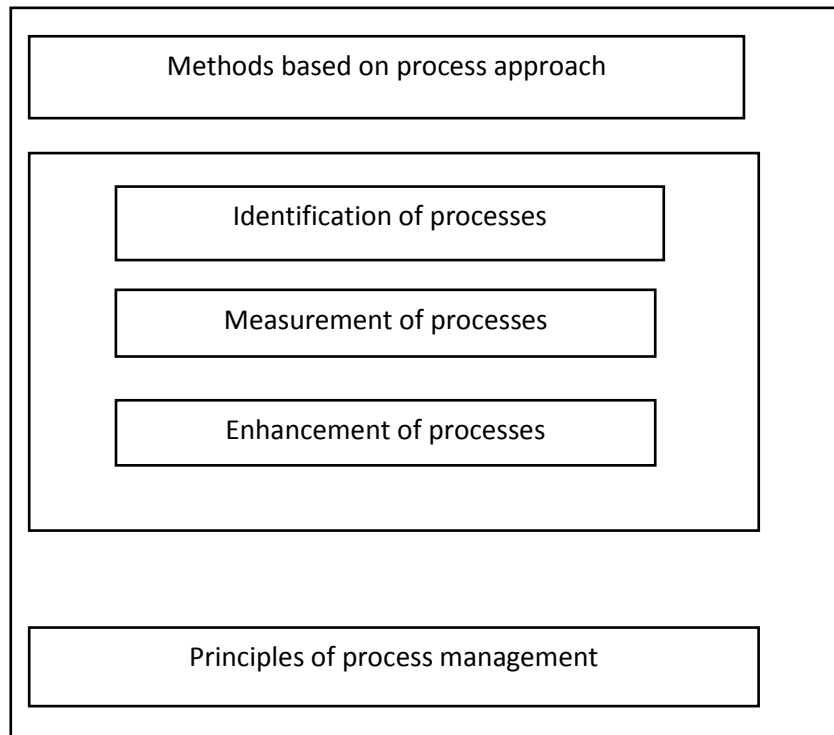 Methods based on process approach
Identification of processes
Measurement of processes
Enhancement of processes
Principles of process management